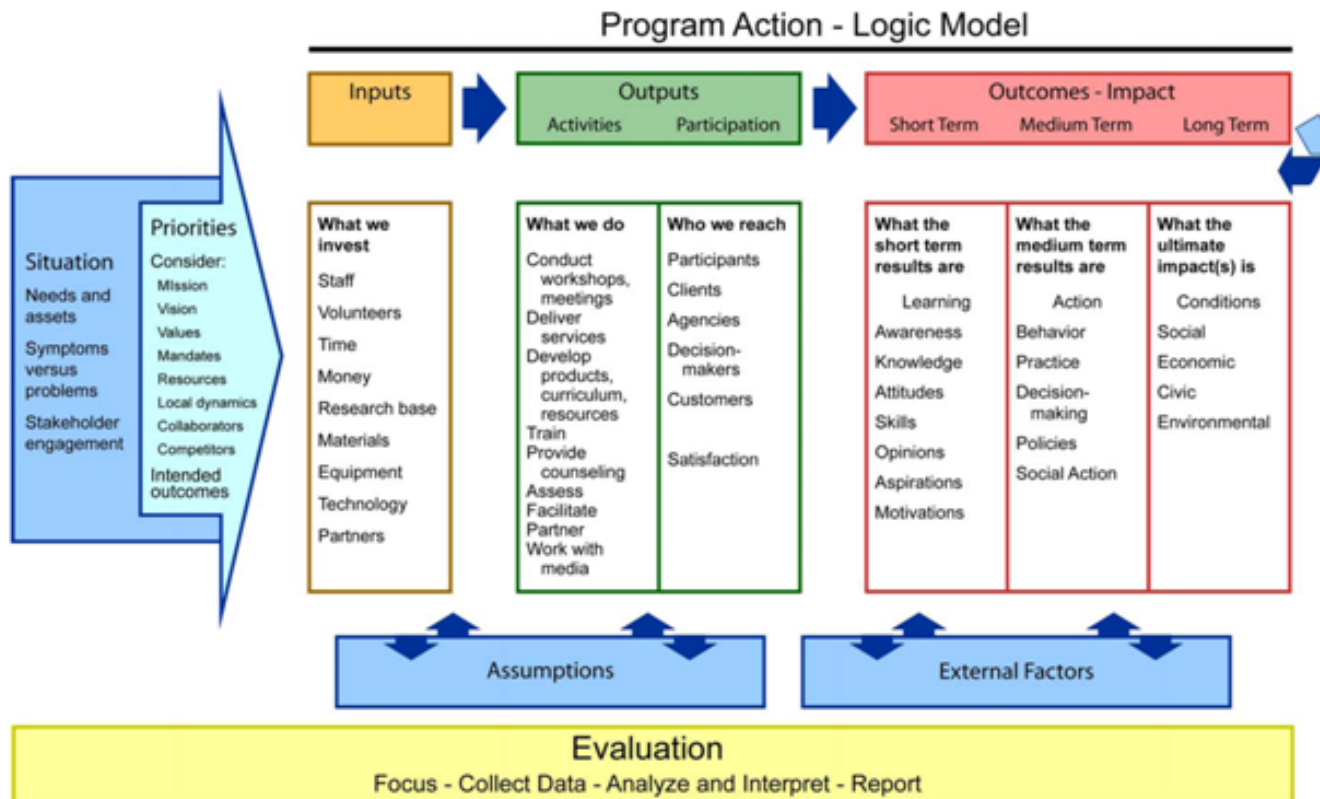 Program Action - Logic Model
Inputs
Outputs
Activities
Participation
Outcomes - Impact
Short Term
Medium Term
Long Term
Situation
Needs and
assets
Symptoms
versus
problems
Stakeholder
engagement
Priorities
Consider:
MIssion
Vision
Values
Mandates
Resources
Local dynamics
Collaborators
Competitors
Intended
outcomes
What we
invest
Staff
Volunteers
Time
Money
Research base
Materials
Equipment
Technology
Partners
What we do
Conduct
workshops,
meetings
Deliver
services
Develop
products,
curriculum,
resources
Train
Provide
counseling
Assess
Facilitate
Partner
Work with
media
Who we reach
Participants
Clients
Agencies
Decision-
makers
Customers
Satisfaction
What the
short term
results are
Learning
Awareness
Knowledge
Attitudes
Skills
Opinions
Aspirations
Motivations
What the
medium term
results are
Action
Behavior
Practice
Decision-
making
Policies
Social Action
What the
ultimate
impact(s) is
Conditions
Social
Economic
Civic
Environmental
Assumptions
External Factors
Evaluation
Focus - Collect Data - Analyze and Interpret - Report